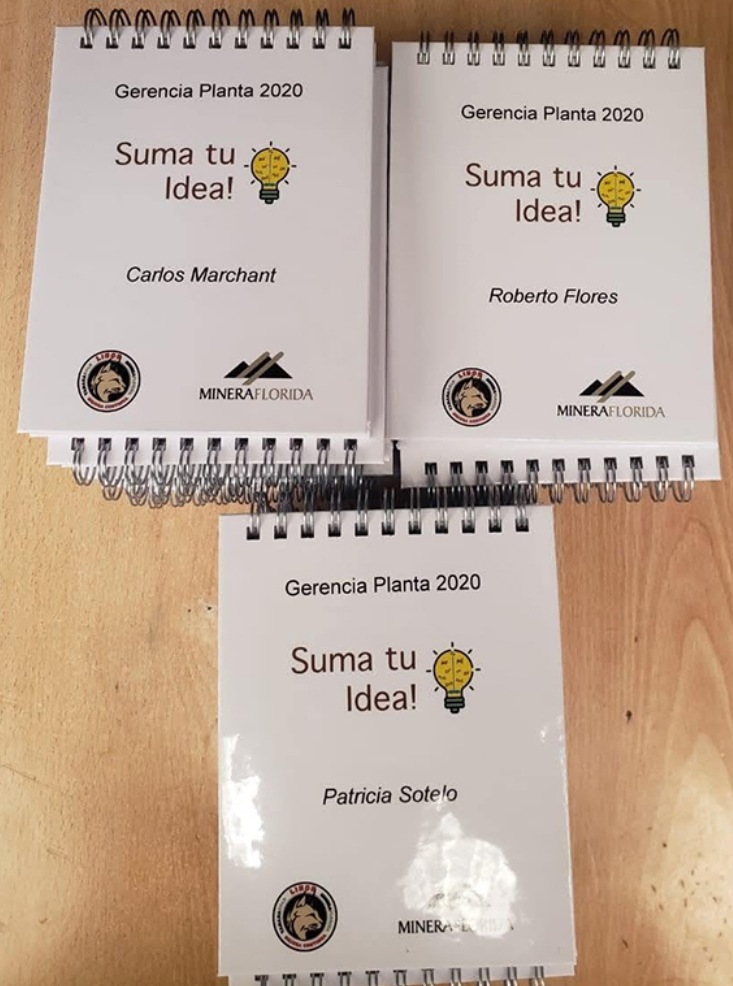 Gerencia Planta 2020
Suma tu
Idea!
Carlos Marchant
MINERAFLORIDA
Gerencia Planta 2020
Suma tu
Idea!
Roberto Flores
MINERAFLORIDA
Gerencia Planta 2020
Suma tu
Idea!
Patricia Sotelo
MINERAFLORIDA